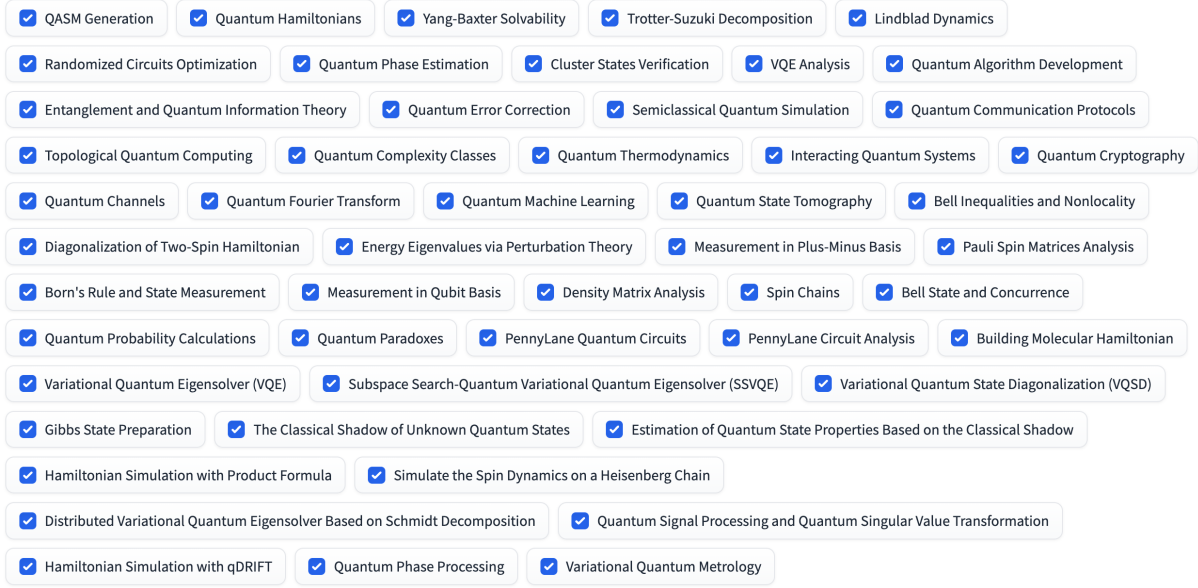 QASM Generation Quantum Hamiltonians Yang-Baxter Solvability Trotter-Suzuki Decomposition Lindblad Dynamics
Randomized Circuits Optimization Quantum Phase Estimation Cluster States Verification VQE Analysis Quantum Algorithm Development
Entanglement and Quantum Information Theory Quantum Error Correction Semiclassical Quantum Simulation Quantum Communication Protocols
Topological Quantum Computing Quantum Complexity Classes Quantum Thermodynamics Interacting Quantum Systems Quantum Cryptography
Quantum Channels Quantum Fourier Transform Quantum Machine Learning Quantum State Tomography Bell Inequalities and Nonlocality
Diagonalization of Two-Spin Hamiltonian Energy Eigenvalues via Perturbation Theory Measurement in Plus-Minus Basis Pauli Spin Matrices Analysis
Born's Rule and State Measurement Measurement in Qubit Basis Density Matrix Analysis Spin Chains Bell State and Concurrence
Quantum Probability Calculations Quantum Paradoxes PennyLane Quantum Circuits PennyLane Circuit Analysis Building Molecular Hamiltonian
Variational Quantum Eigensolver (VQE) Subspace Search-Quantum Variational Quantum Eigensolver (SSVQE) Variational Quantum State Diagonalization (VQSD)
Gibbs State Preparation The Classical Shadow of Unknown Quantum States Estimation of Quantum State Properties Based on the Classical Shadow
Hamiltonian Simulation with Product Formula Simulate the Spin Dynamics on a Heisenberg Chain
Distributed Variational Quantum Eigensolver Based on Schmidt Decomposition Quantum Signal Processing and Quantum Singular Value Transformation
Hamiltonian Simulation with qDRIFT Quantum Phase Processing Variational Quantum Metrology